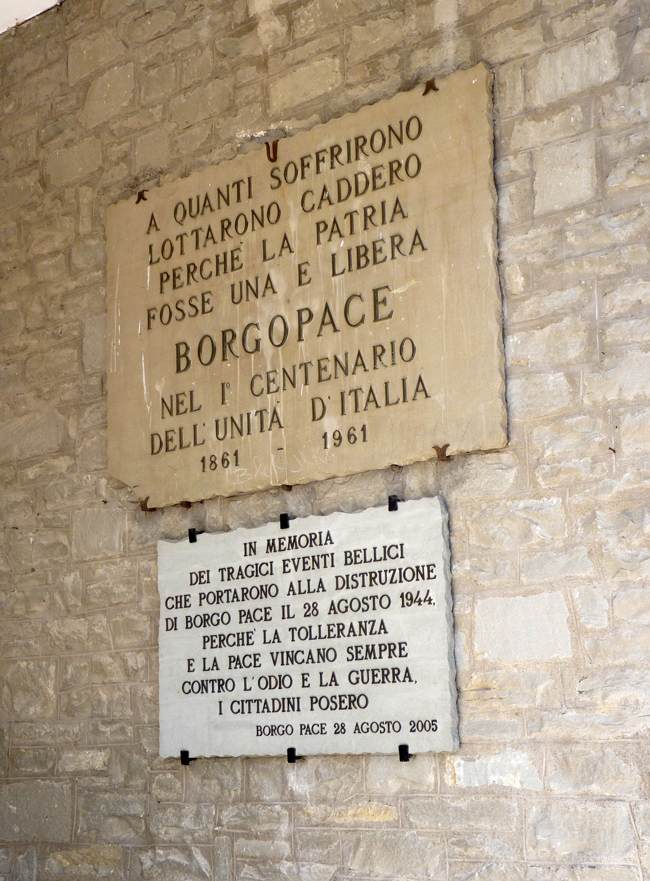 A QUANTI SOFFRIRONO
LOTTARONO CADDERO
PERCHE' LA PATRIA
FOSSE UNA E LIBERA
BORGOPACE
NEL I° CENTENARIO
DELL'UNITÀ D'ITALIA
1861 - 1961
IN MEMORIA
DEI TRAGICI EVENTI BELLICI
CHE PORTARONO ALLA DISTRUZIONE
DI BORGO PACE IL 28 AGOSTO 1944,
PERCHE' LA TOLLERANZA
E LA PACE VINCANO SEMPRE
CONTRO L'ODIO E LA GUERRA,
I CITTADINI POSERO
BORGO PACE 28 AGOSTO 2005